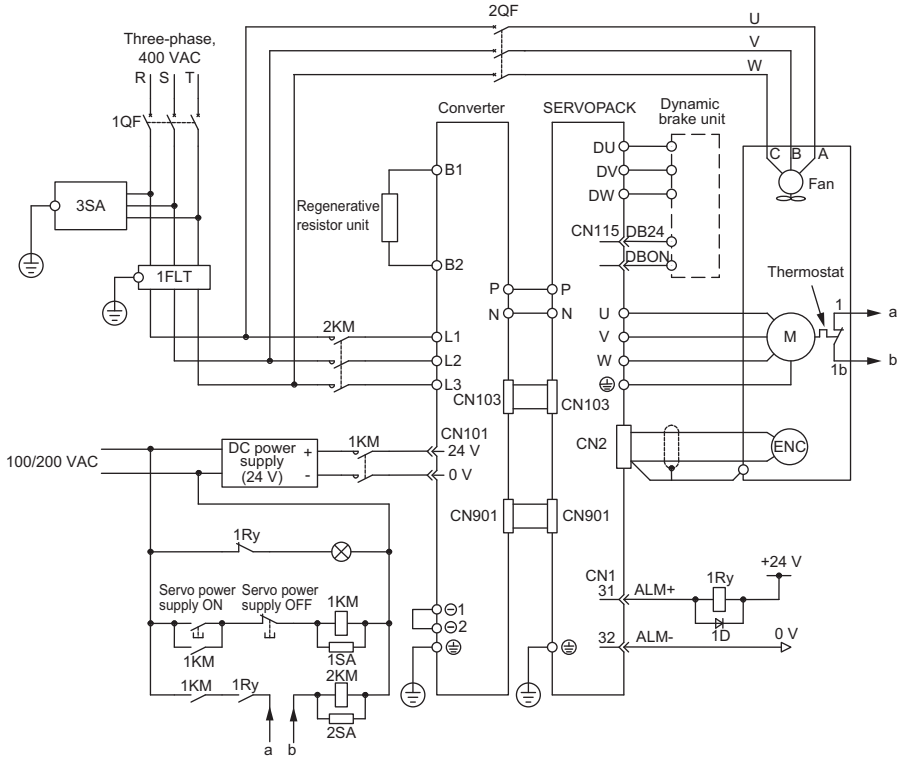 2QF
U
V
W
Three-phase,
400 VAC
R S T
1QF
3SA
1FLT
Converter
SERVOPACK
Dynamic
brake unit
B1
Regenerative
resistor unit
B2
DU
DV
DW
CN115 DB24
DBON
C B A
Fan
Thermostat
1
a
1b
b
P P
N N
2KM
L1
L2
L3
U
V
W
M
CN103 CN103
CN2
ENC
100/200 VAC
DC power
supply
(24 V)
+
-
1KM
CN101
24 V
0 V
CN901 CN901
1Ry
Servo power
supply ON
Servo power
supply OFF
1KM
1KM
1SA
1KM
1Ry
2KM
2SA
a b
⊖1
⊖2
CN1
31 ALM+
1Ry
+24 V
1D
32 ALM-
0 V